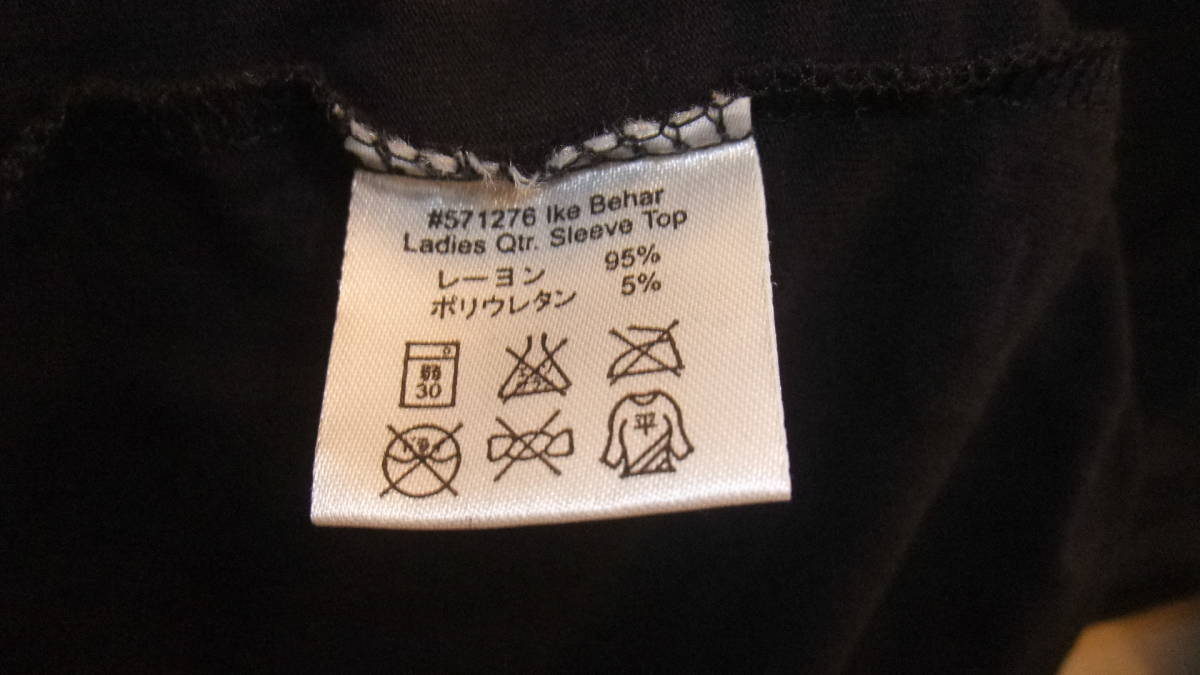 #571276 Ike Behar
Ladies Qtr. Sleeve Top
レーヨン 95%
ポリウレタン 5%
弱
30
平